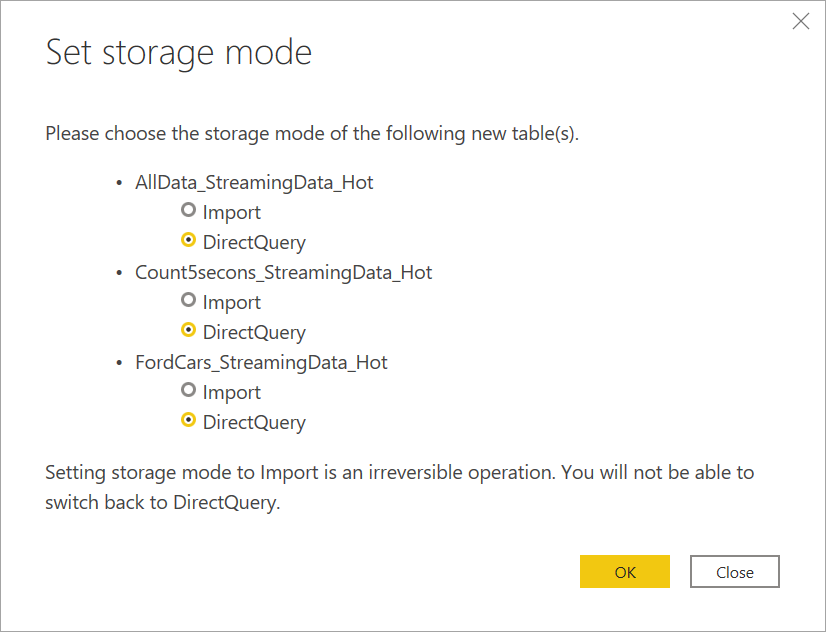 Set storage mode
Please choose the storage mode of the following new table(s).
• AllData_StreamingData_Hot
Import
DirectQuery
• Count5secons_StreamingData_Hot
Import
DirectQuery
• FordCars_StreamingData_Hot
Import
DirectQuery
Setting storage mode to Import is an irreversible operation. You will not be able to
switch back to DirectQuery.
OK
Close